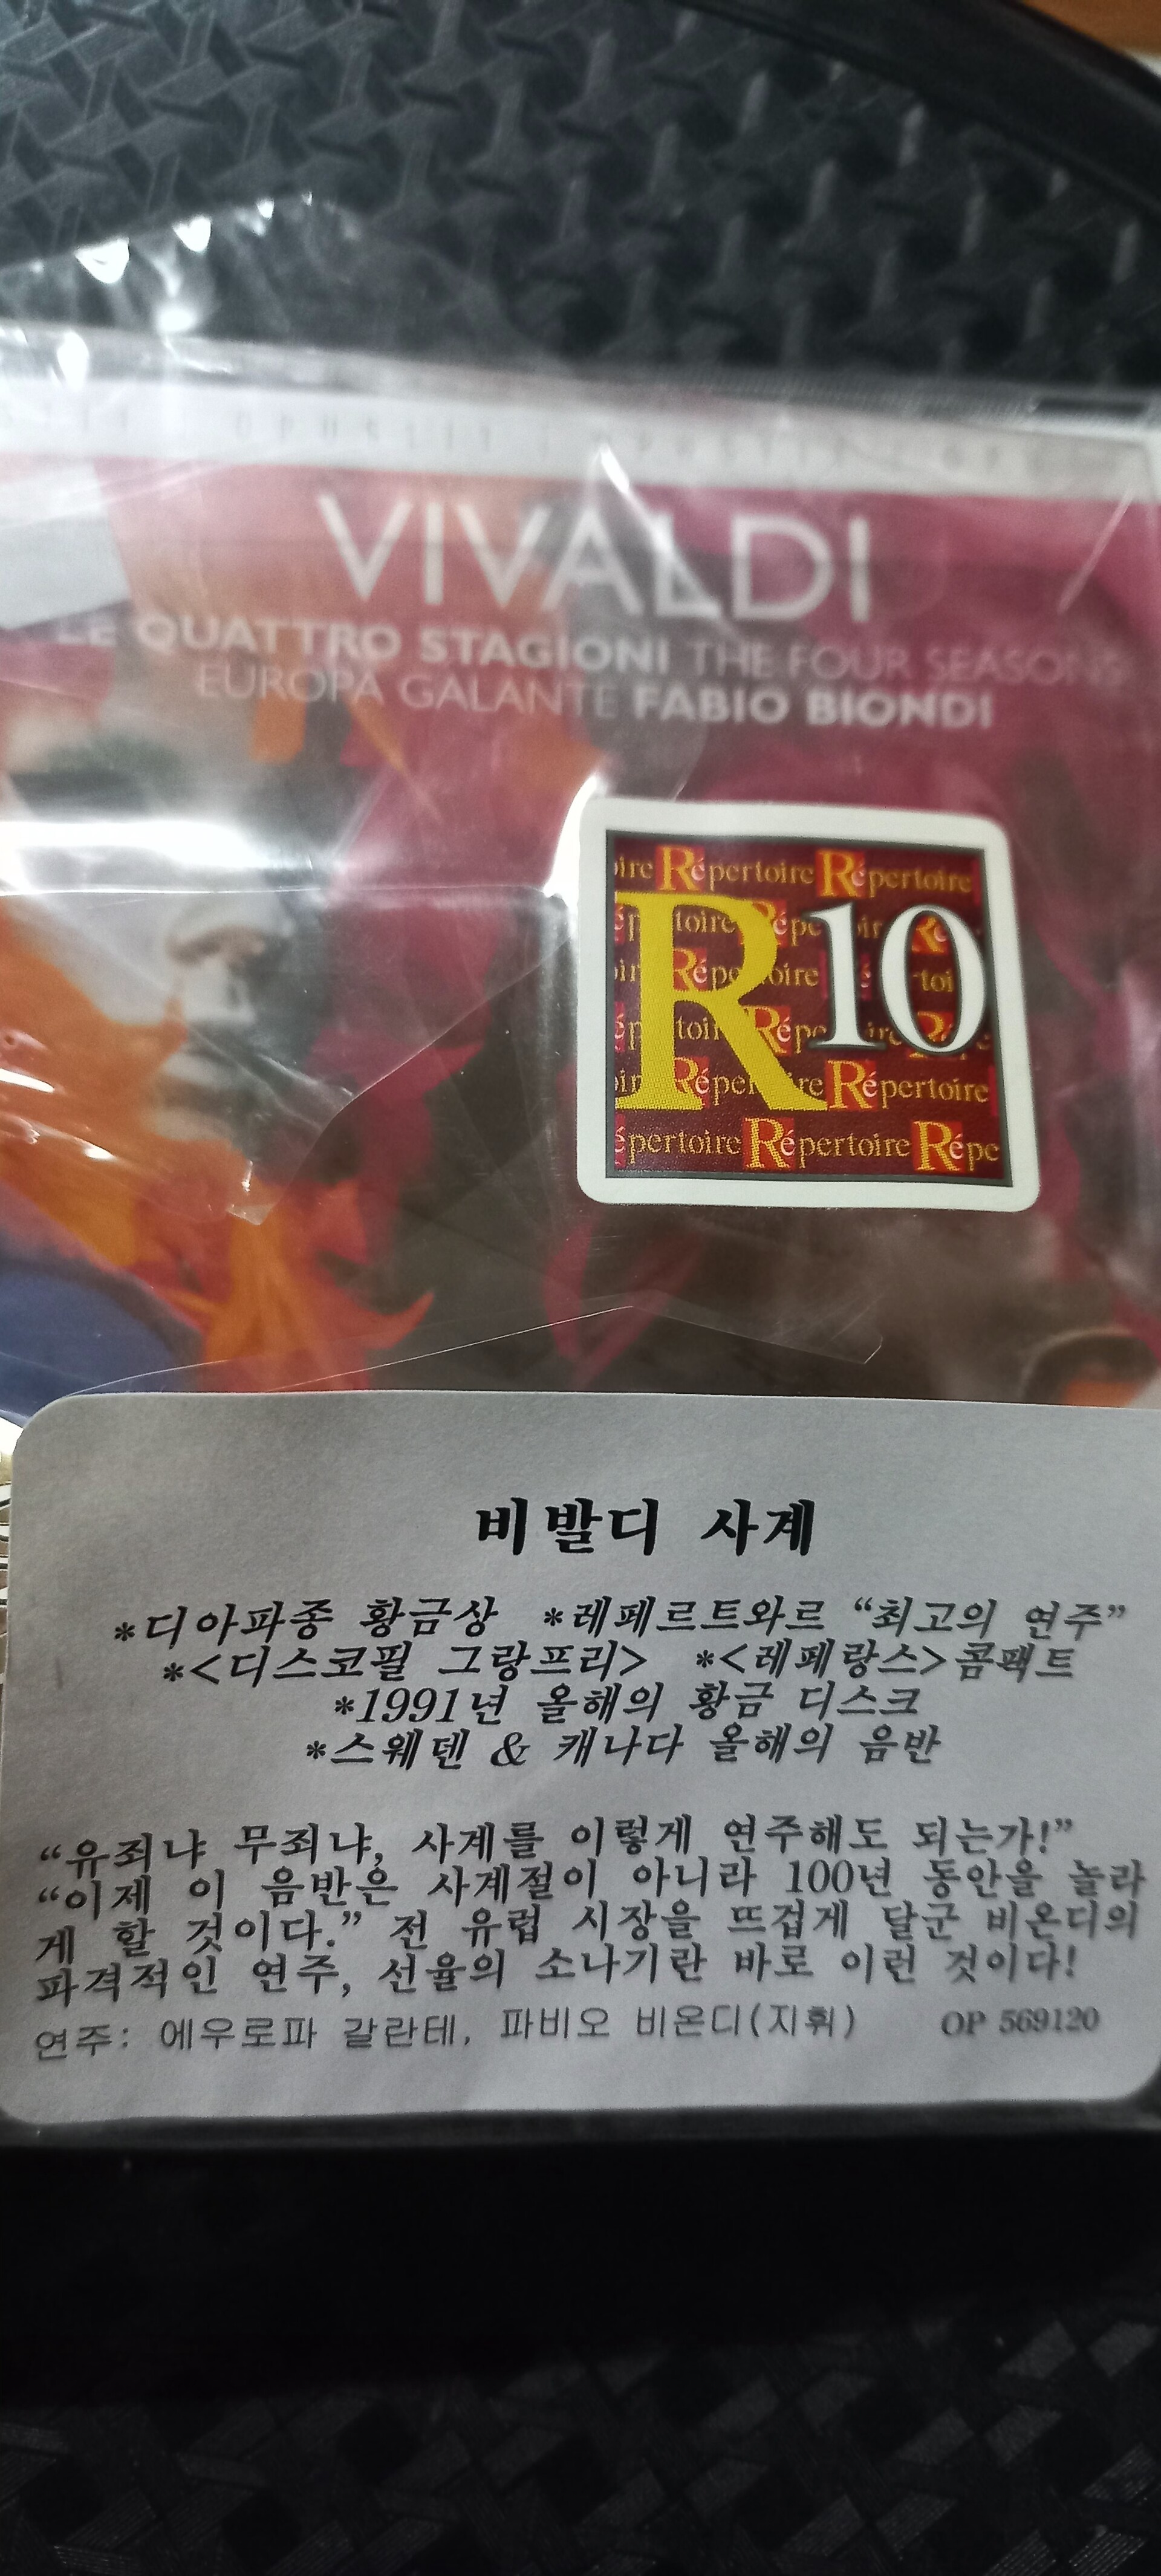 OPUS111 | OPUS111 | OPU
VIVALDI
LE QUATTRO STAGIONI THE FOUR SEASONS
EUROPA GALANTE FABIO BIONDI
oire Répertoire Répertoire
R10
Répertoire
épertoire Répertoire Répe
비발디 사계
*디아파종 황금상 *레페르트와르 “최고의 연주”
*<디스코필 그랑프리> *<레페랑스>콤팩트
*1991년 올해의 황금 디스크
*스웨덴 & 캐나다 올해의 음반
“유죄냐 무죄냐, 사계를 이렇게 연주해도 되는가!”
“이제 이 음반은 사계절이 아니라 100년 동안을 놀라
게 할 것이다.” 전 유럽 시장을 뜨겁게 달군 비온디의
파격적인 연주, 선율의 소나기란 바로 이런 것이다!
연주: 에우로파 갈란테, 파비오 비온디(지휘) OP 569120